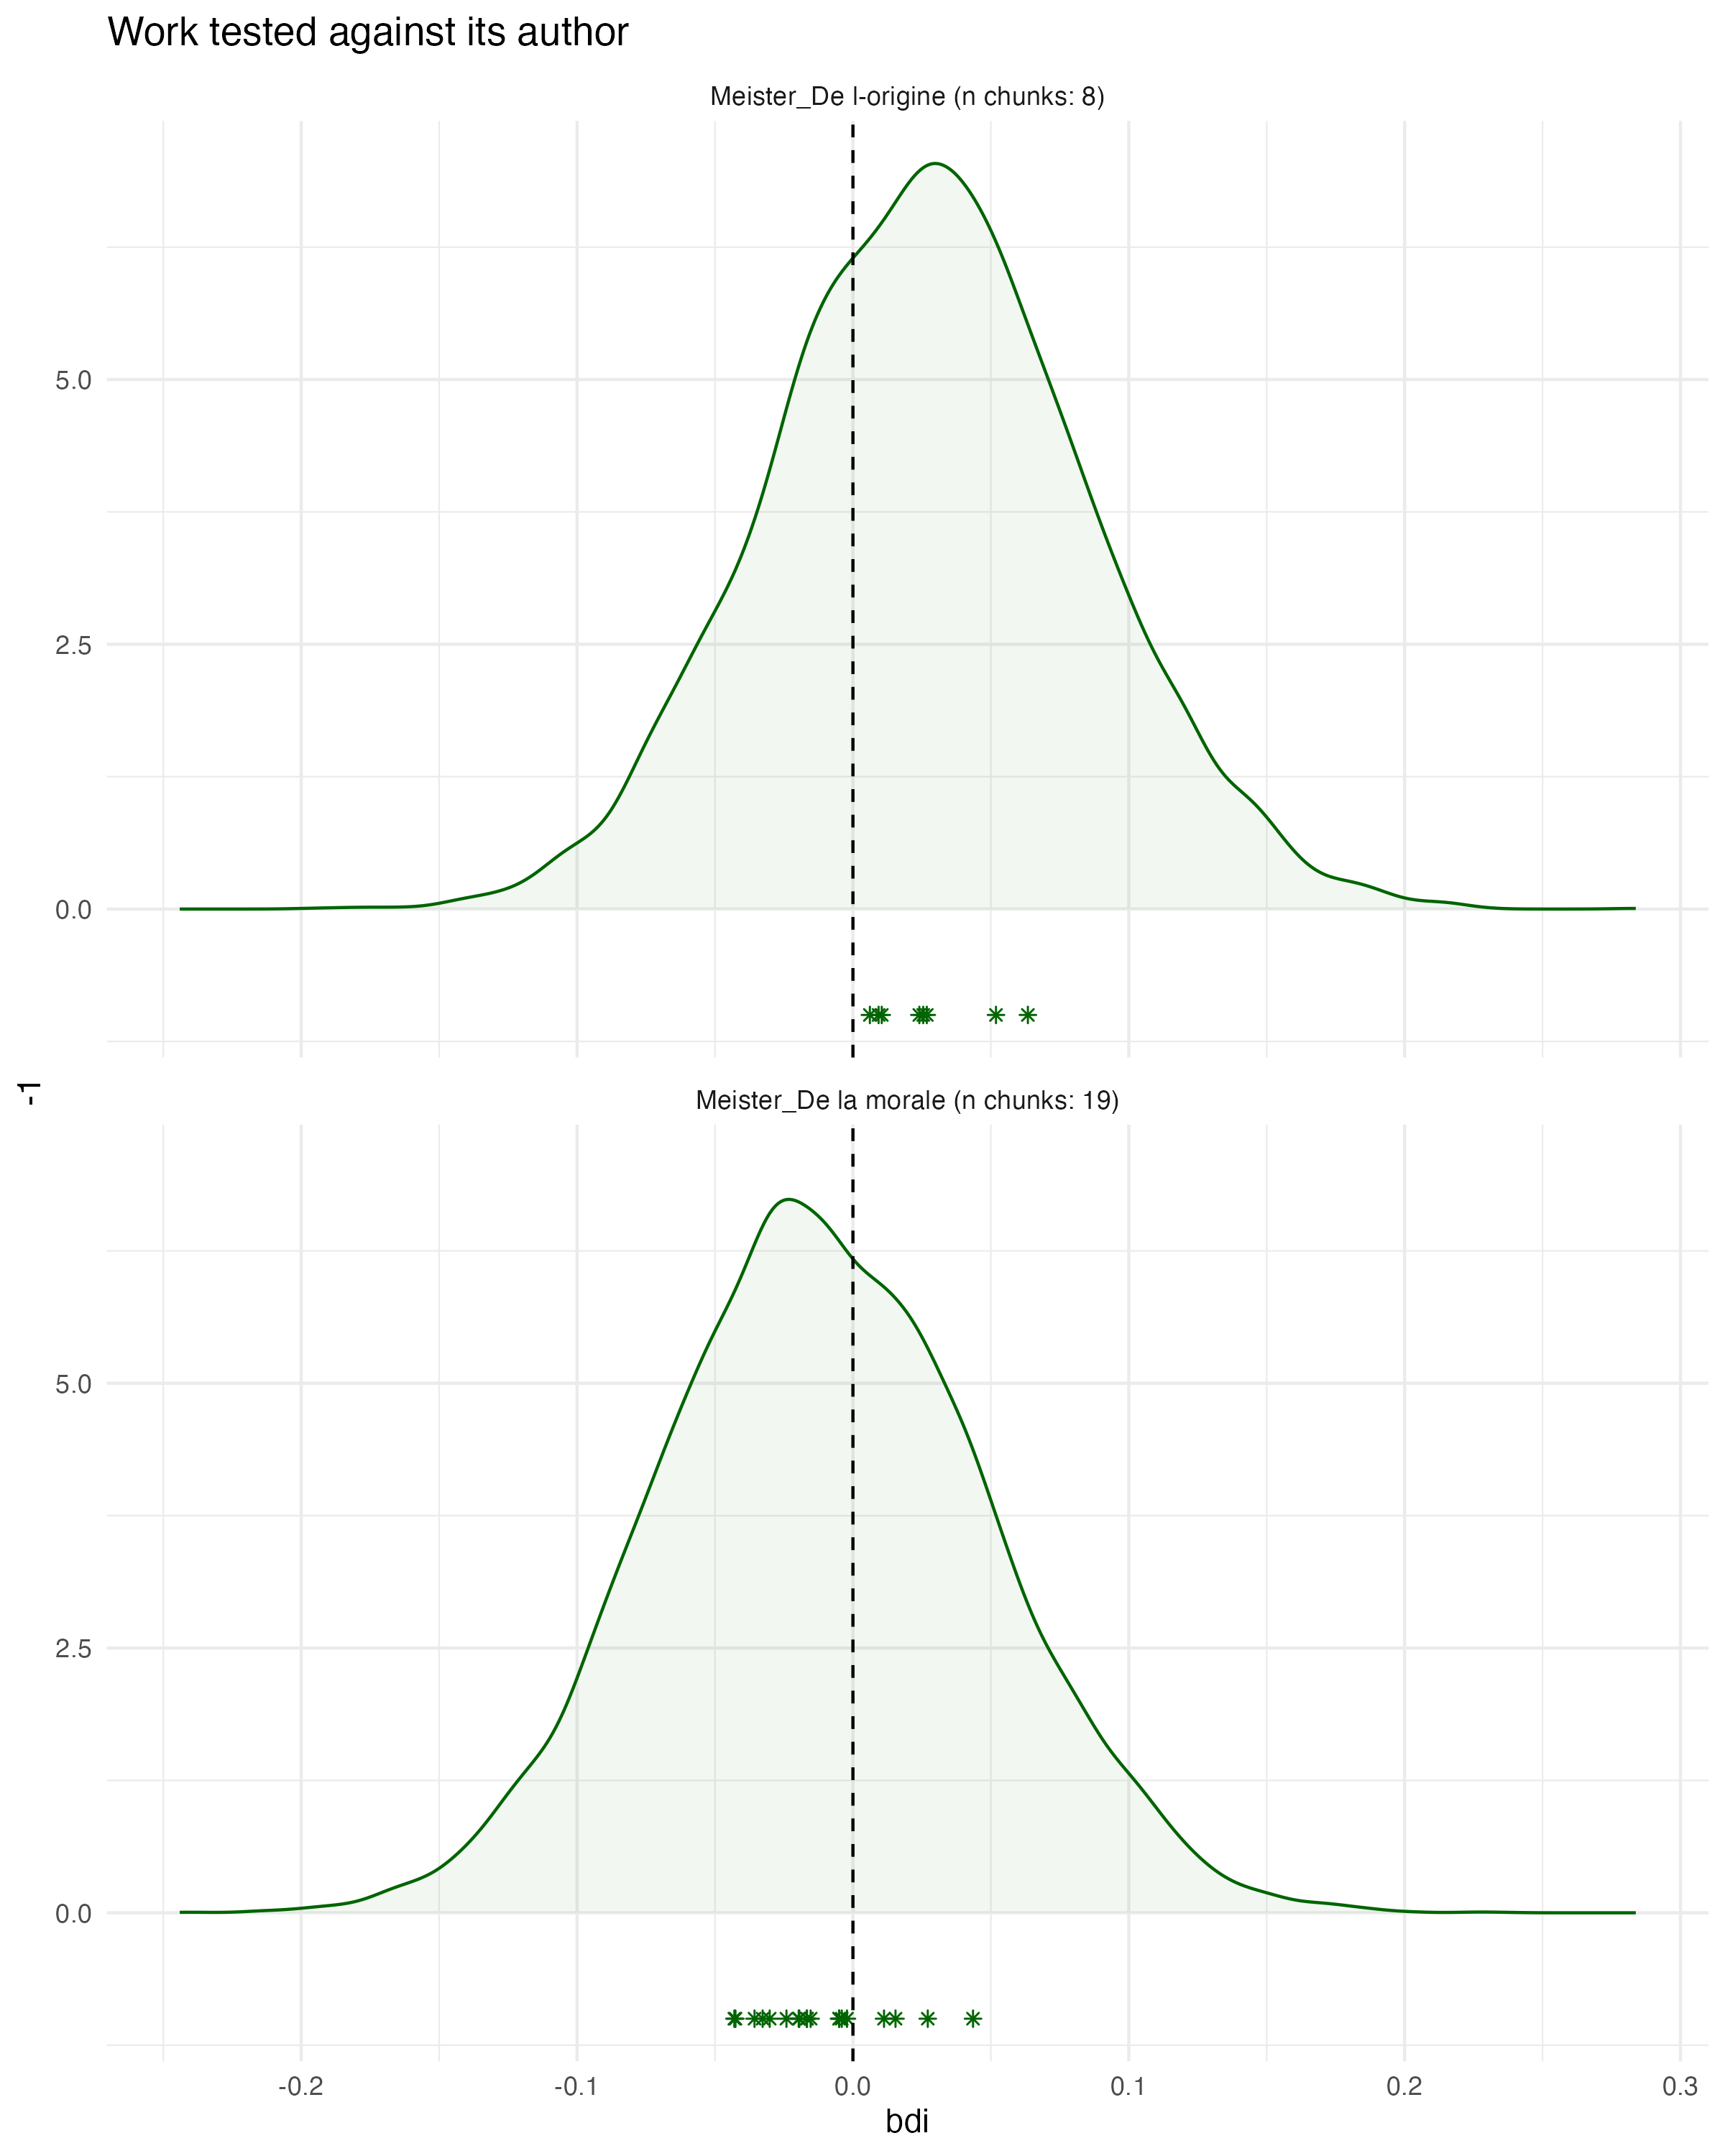 Work tested against its author
Meister_De l-origine (n chunks: 8)
5.0
2.5
0.0
-1
Meister_De la morale (n chunks: 19)
5.0
2.5
0.0
-0.2 -0.1 0.0 0.1 0.2 0.3
bdi